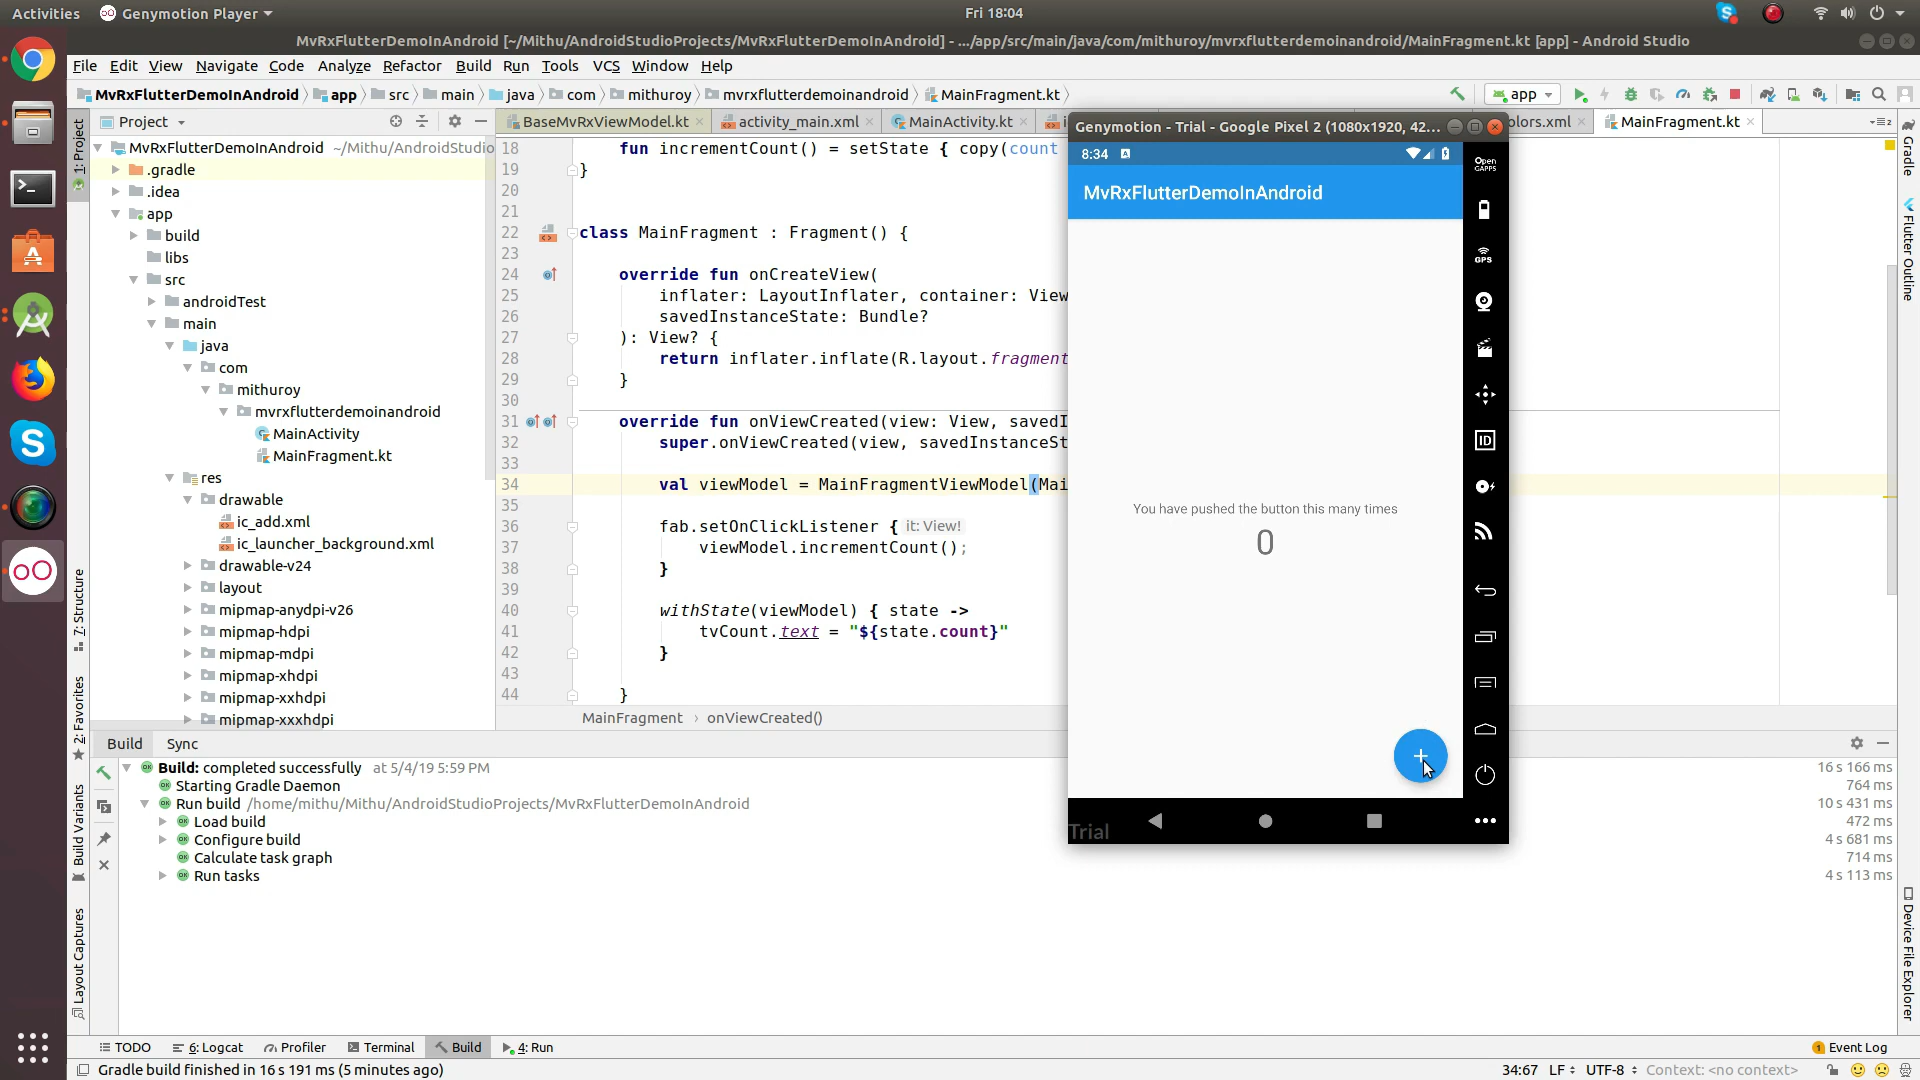 Activities Genymotion Player Fri 18:04
MvRxFlutterDemoInAndroid [~/Mithu/AndroidStudioProjects/MvRxFlutterDemoInAndroid] - .../app/src/main/java/com/mithuroy/mvrxflutterdemoinandroid/MainFragment.kt [app] - Android Studio
File Edit View Navigate Code Analyze Refactor Build Run Tools VCS Window Help
MvRxFlutterDemoInAndroid app src main java com mithuroy mvrxflutterdemoinandroid MainFragment.kt app
Project
BaseMvRxViewModel.kt activity_main.xml MainActivity.kt olors.xml MainFragment.kt
1: Project
7: Structure
2: Favorites
Build Variants
Layout Captures
MvRxFlutterDemoInAndroid ~/Mithu/AndroidStudio
.gradle
.idea
app
build
libs
src
androidTest
main
java
com
mithuroy
mvrxflutterdemoinandroid
MainActivity
MainFragment.kt
res
drawable
ic_add.xml
ic_launcher_background.xml
drawable-v24
layout
mipmap-anydpi-v26
mipmap-hdpi
mipmap-mdpi
mipmap-xhdpi
mipmap-xxhdpi
mipmap-xxxhdpi
18 fun incrementCount() = setState { copy(count
19 }
20
21
22 class MainFragment : Fragment() {
23
24 override fun onCreateView(
25 inflater: LayoutInflater, container: View
26 savedInstanceState: Bundle?
27 ): View? {
28 return inflater.inflate(R.layout.fragment
29 }
30
31 override fun onViewCreated(view: View, savedI
32 super.onViewCreated(view, savedInstanceSt
33
34 val viewModel = MainFragmentViewModel(Mai
35
36 fab.setOnClickListener { it: View!
37 viewModel.incrementCount();
38 }
39
40 withState(viewModel) { state ->
41 tvCount.text = "${state.count}"
42 }
43
44 }
MainFragment › onViewCreated()
Genymotion - Trial - Google Pixel 2 (1080x1920, 42...
8:34 A
MvRxFlutterDemoInAndroid
You have pushed the button this many times
0
+
Trial
Open GAPPS
GPS
ID
Gradle
Flutter Outline
Device File Explorer
Build Sync
Build: completed successfully at 5/4/19 5:59 PM 16 s 166 ms
Starting Gradle Daemon 764 ms
Run build /home/mithu/Mithu/AndroidStudioProjects/MvRxFlutterDemoInAndroid 10 s 431 ms
Load build 472 ms
Configure build 4 s 681 ms
Calculate task graph 714 ms
Run tasks 4 s 113 ms
TODO 6: Logcat Profiler Terminal Build 4: Run 1 Event Log
Gradle build finished in 16 s 191 ms (5 minutes ago) 34:67 LF UTF-8 Context: <no context>